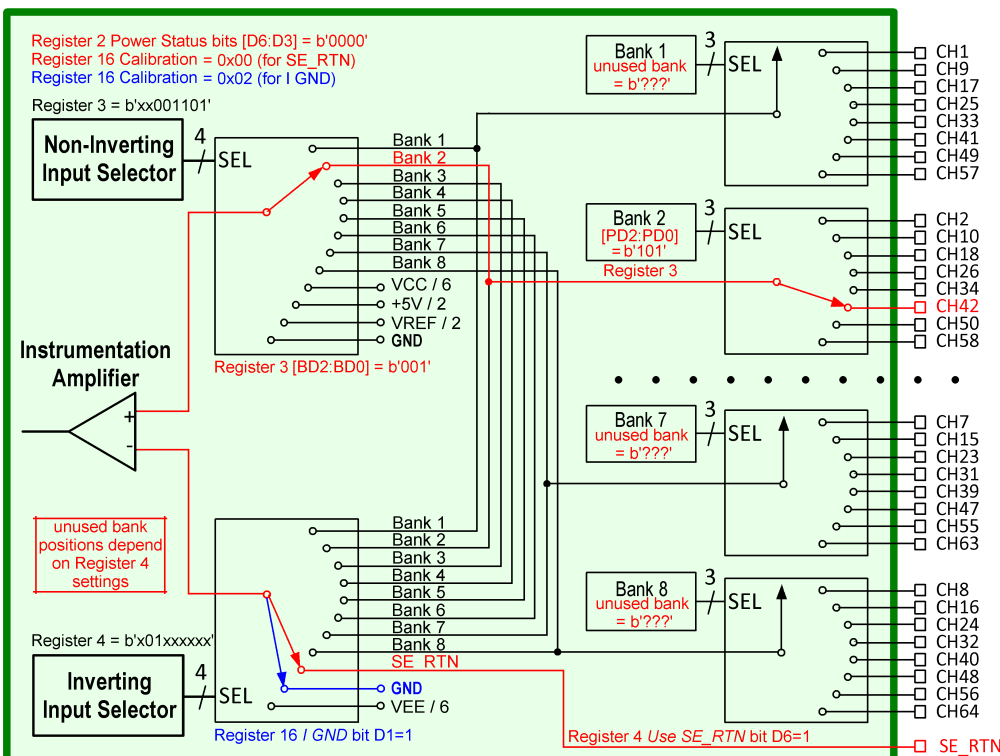 Register 2 Power Status bits [D6:D3] = b'0000'
Register 16 Calibration = 0x00 (for SE_RTN)
Register 16 Calibration = 0x02 (for I GND)
Register 3 = b'xx001101'
Non-Inverting
Input Selector
4
SEL
Bank 1
Bank 2
Bank 3
Bank 4
Bank 5
Bank 6
Bank 7
Bank 8
VCC / 6
+5V / 2
VREF / 2
GND
Register 3 [BD2:BD0] = b'001'
Instrumentation
Amplifier
+
-
unused bank
positions depend
on Register 4
settings
Register 4 = b'x01xxxxxx'
Inverting
Input Selector
4
SEL
Bank 1
Bank 2
Bank 3
Bank 4
Bank 5
Bank 6
Bank 7
Bank 8
SE_RTN
GND
VEE / 6
Register 16 I GND bit D1=1
Register 4 Use SE_RTN bit D6=1
Bank 1
unused bank
= b'???'
3
SEL
CH1
CH9
CH17
CH25
CH33
CH41
CH49
CH57
Bank 2
[PD2:PD0]
= b'101'
Register 3
3
SEL
CH2
CH10
CH18
CH26
CH34
CH42
CH50
CH58
Bank 7
unused bank
= b'???'
3
SEL
CH7
CH15
CH23
CH31
CH39
CH47
CH55
CH63
Bank 8
unused bank
= b'???'
3
SEL
CH8
CH16
CH24
CH32
CH40
CH48
CH56
CH64
SE_RTN